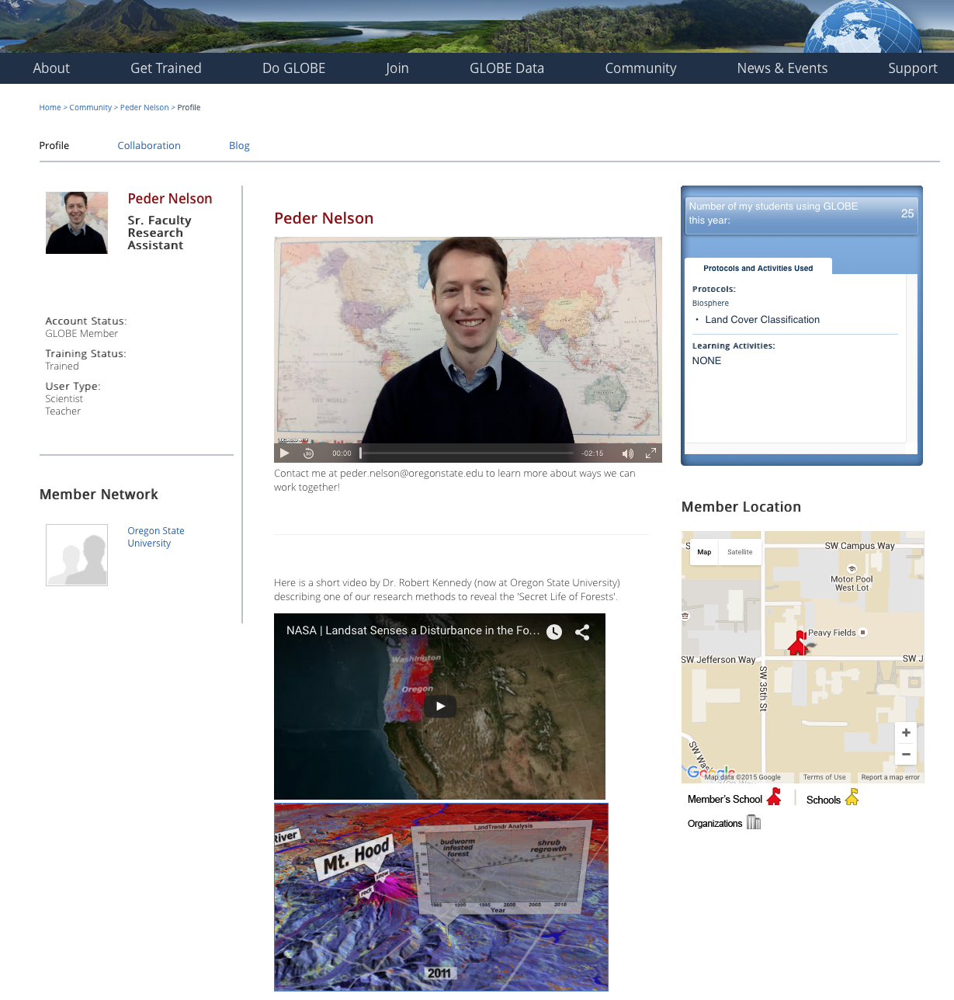 About Get Trained Do GLOBE Join GLOBE Data Community News & Events Support
Home > Community > Peder Nelson > Profile
Profile Collaboration Blog
Peder Nelson
Sr. Faculty
Research
Assistant
Account Status:
GLOBE Member
Training Status:
Trained
User Type:
Scientist
Teacher
Member Network
Oregon State
University
Peder Nelson
THE WORLD
00:00 -02:15
Contact me at peder.nelson@oregonstate.edu to learn more about ways we can
work together!
Here is a short video by Dr. Robert Kennedy (now at Oregon State University)
describing one of our research methods to reveal the 'Secret Life of Forests'.
NASA | Landsat Senses a Disturbance in the Fo...
Washington
Oregon
River
Mt. Hood
snow
rock
LandTrendr Analysis
budworm
infested
forest
shrub
regrowth
1985 1990 1995 2000 2005 2010
Year
2011
Number of my students using GLOBE
this year:
25
Protocols and Activities Used
Protocols:
Biosphere
• Land Cover Classification
Learning Activities:
NONE
Member Location
Map Satellite
SW Campus Way
Motor Pool
West Lot
Peavy Fields
SW Jefferson Way
SW J
SW 35th St
Google
Map data ©2015 Google Terms of Use Report a map error
Member's School | Schools
Organizations